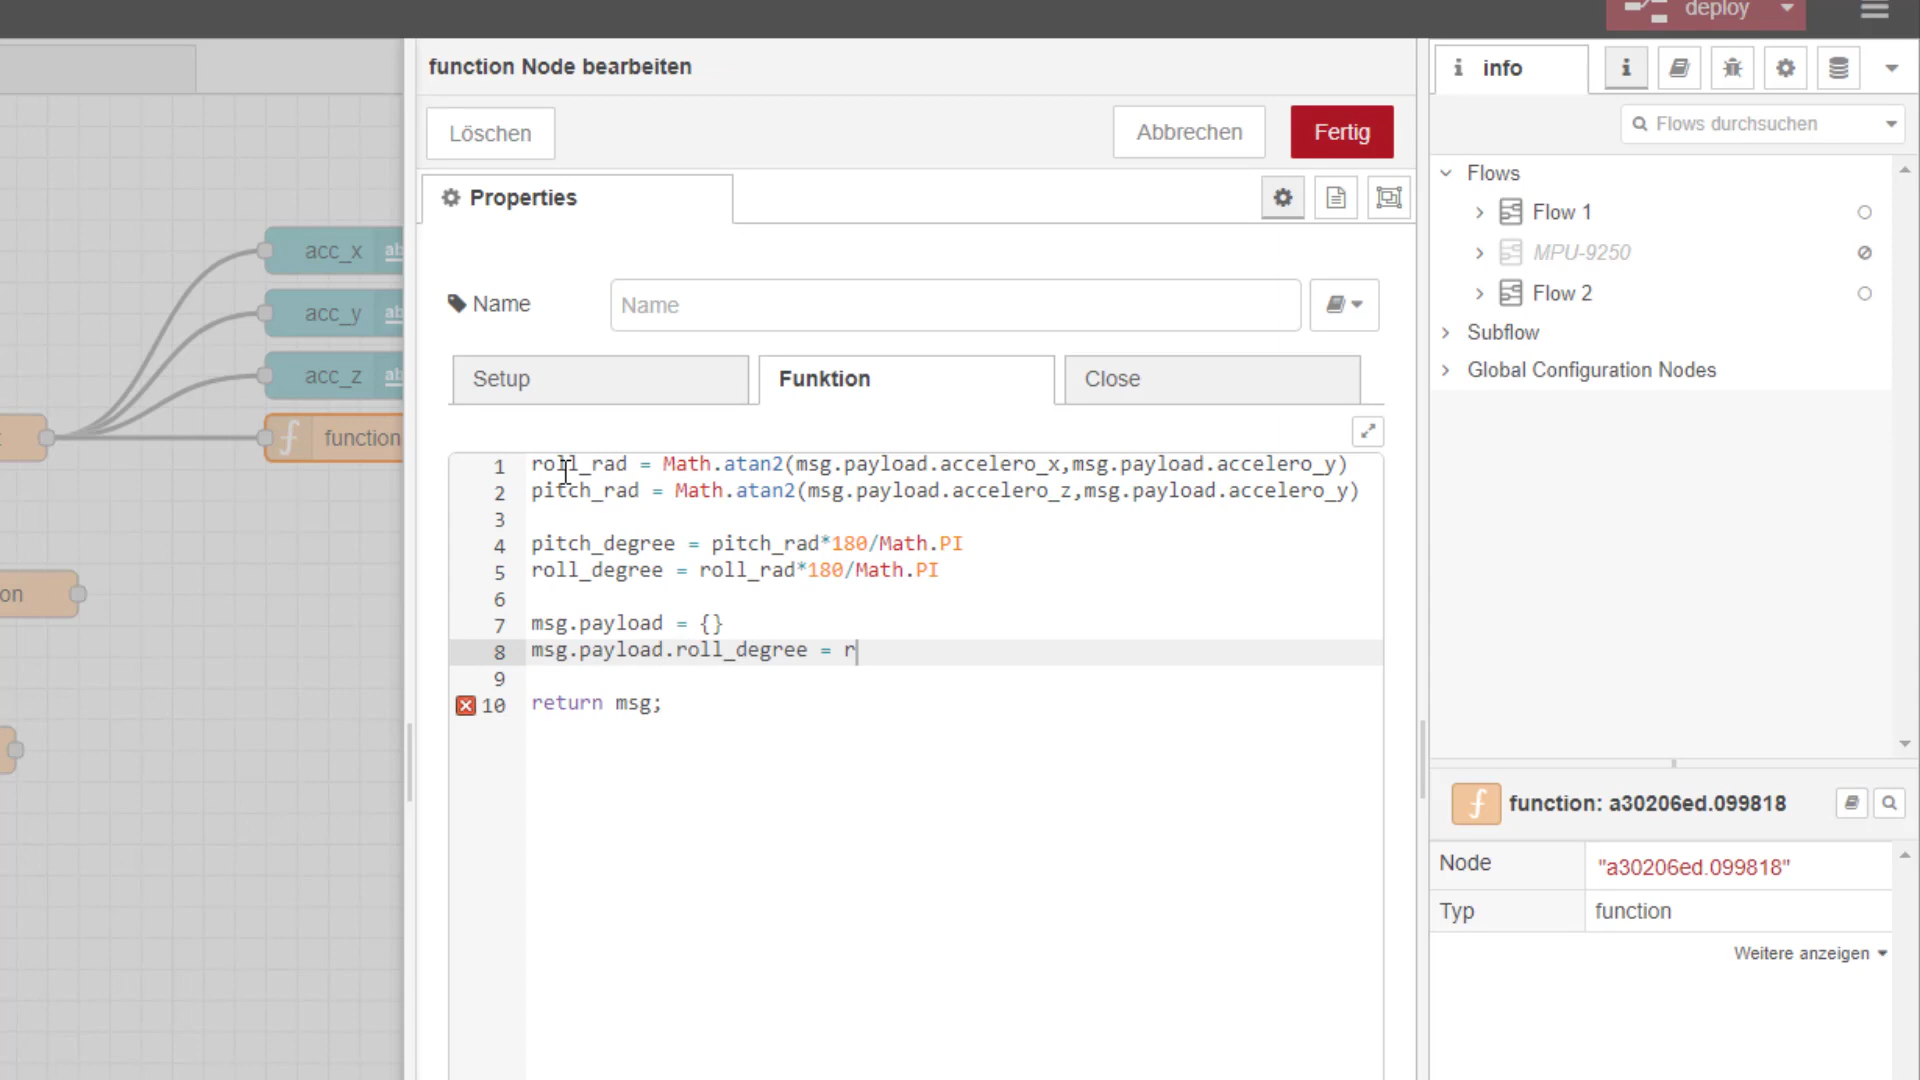 deploy
function Node bearbeiten
Löschen
Abbrechen
Fertig
Properties
Name
Name
Setup
Funktion
Close
1 roll_rad = Math.atan2(msg.payload.accelero_x,msg.payload.accelero_y)
2 pitch_rad = Math.atan2(msg.payload.accelero_z,msg.payload.accelero_y)
3
4 pitch_degree = pitch_rad*180/Math.PI
5 roll_degree = roll_rad*180/Math.PI
6
7 msg.payload = {}
8 msg.payload.roll_degree = r
9
10 return msg;
acc_x ab
acc_y ab
acc_z ab
function
on
info
Flows durchsuchen
Flows
Flow 1
MPU-9250
Flow 2
Subflow
Global Configuration Nodes
function: a30206ed.099818
Node "a30206ed.099818"
Typ function
Weitere anzeigen